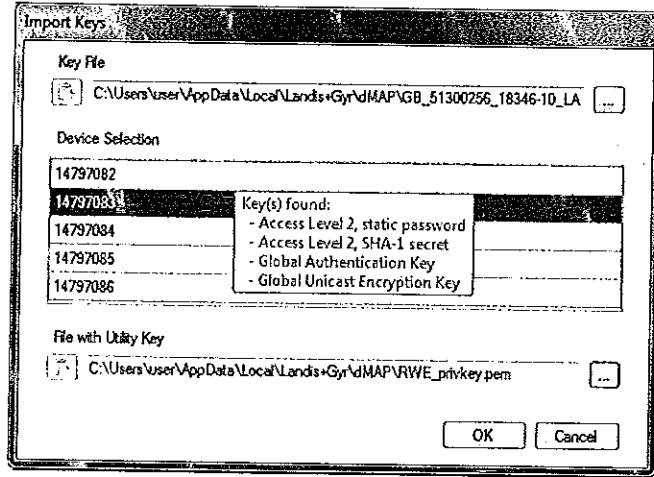 Import Keys
Key File
C:\Users\user\AppData\Local\Landis+Gyr\dMAP\GB_51300256_18346-10_LA
...
Device Selection
14797082
14797083
Key(s) found:
- Access Level 2, static password
14797084
- Access Level 2, SHA-1 secret
14797085
- Global Authentication Key
14797086
- Global Unicast Encryption Key
File with Utility Key
C:\Users\user\AppData\Local\Landis+Gyr\dMAP\RWE_privkey.pem
...
OK
Cancel